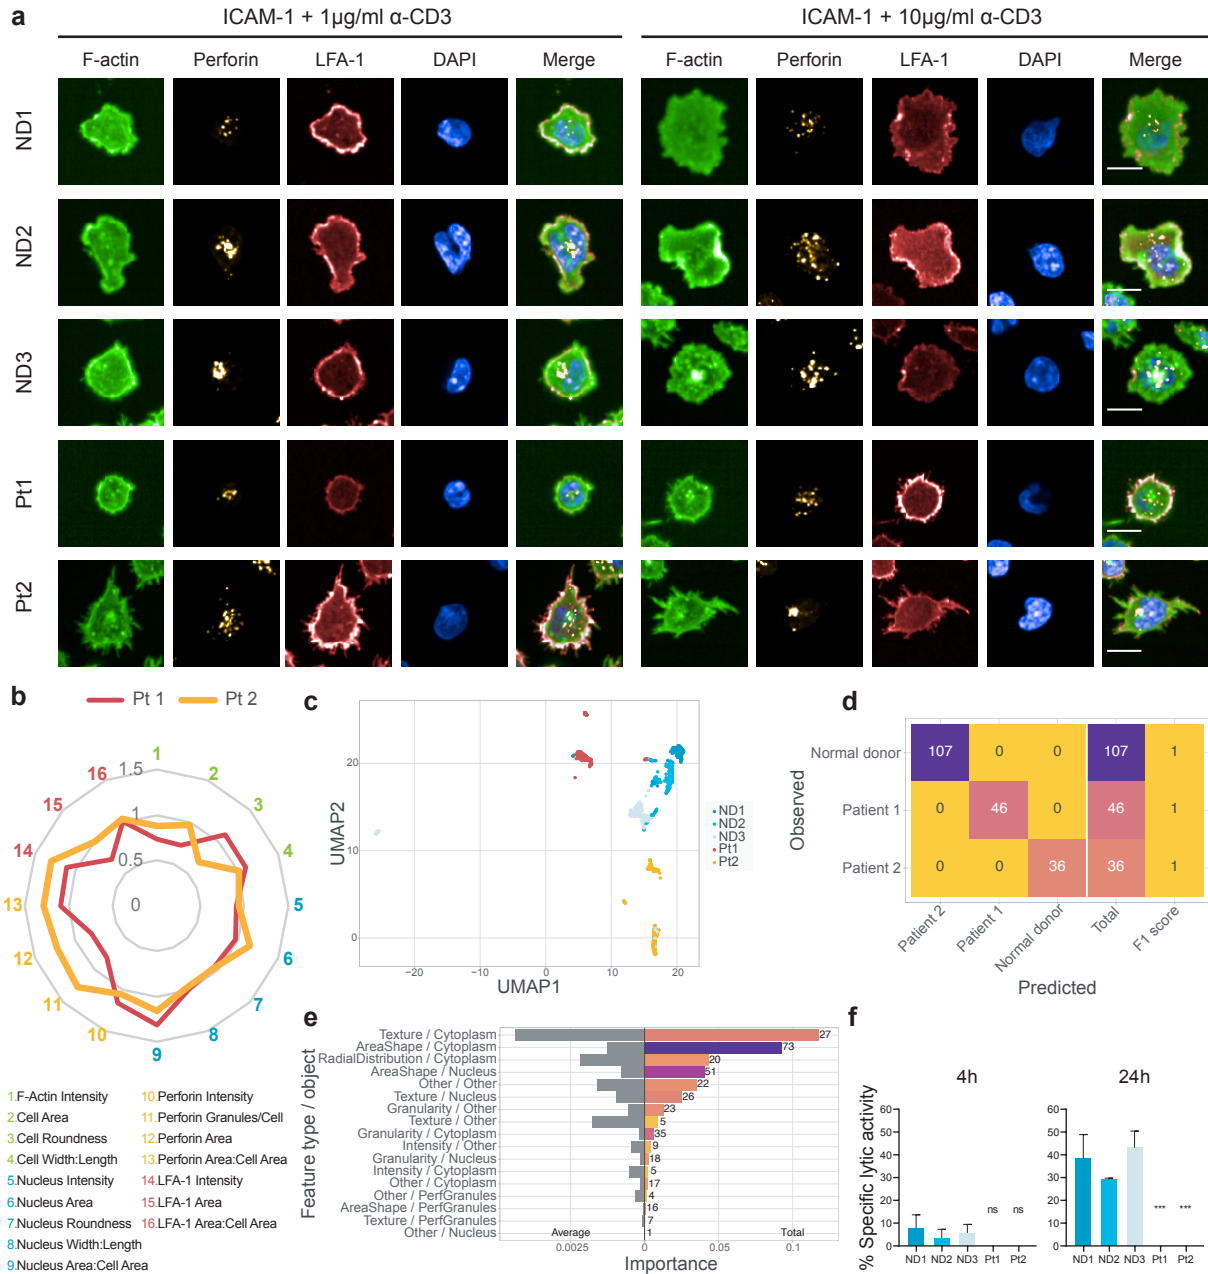 a
ICAM-1 + 1µg/ml α-CD3
ICAM-1 + 10µg/ml α-CD3
F-actin Perforin LFA-1 DAPI Merge
F-actin Perforin LFA-1 DAPI Merge
ND1
ND2
ND3
Pt1
Pt2
b
Pt 1
Pt 2
1
2
3
4
5
6
7
8
9
10
11
12
13
14
15
16
1.5
1
0.5
0
1.F-Actin Intensity
2.Cell Area
3.Cell Roundness
4.Cell Width:Length
5.Nucleus Intensity
6.Nucleus Area
7.Nucleus Roundness
8.Nucleus Width:Length
9.Nucleus Area:Cell Area
10.Perforin Intensity
11.Perforin Granules/Cell
12.Perforin Area
13.Perforin Area:Cell Area
14.LFA-1 Intensity
15.LFA-1 Area
16.LFA-1 Area:Cell Area
c
UMAP2
20
10
0
−20 −10 0 10 20
UMAP1
ND1
ND2
ND3
Pt1
Pt2
d
Observed
Normal donor 107 0 0 107 1
Patient 1 0 46 0 46 1
Patient 2 0 0 36 36 1
Patient 2
Patient 1
Normal donor
Total
F1 score
Predicted
e
Feature type / object
Texture / Cytoplasm 27
AreaShape / Cytoplasm 73
RadialDistribution / Cytoplasm 20
AreaShape / Nucleus 51
Other / Other 22
Texture / Nucleus 26
Granularity / Other 23
Texture / Other 5
Granularity / Cytoplasm 35
Intensity / Other 9
Granularity / Nucleus 18
Intensity / Cytoplasm 5
Other / Cytoplasm 17
Other / PerfGranules 4
AreaShape / PerfGranules 16
Texture / PerfGranules 7
Other / Nucleus 1
Average
Total
0.0025 0 0.05 0.1
Importance
f
% Specific lytic activity
4h
60
50
40
30
20
10
0
ns ns
ND1 ND2 ND3 Pt1 Pt2
24h
60
50
40
30
20
10
0
*** ***
ND1 ND2 ND3 Pt1 Pt2